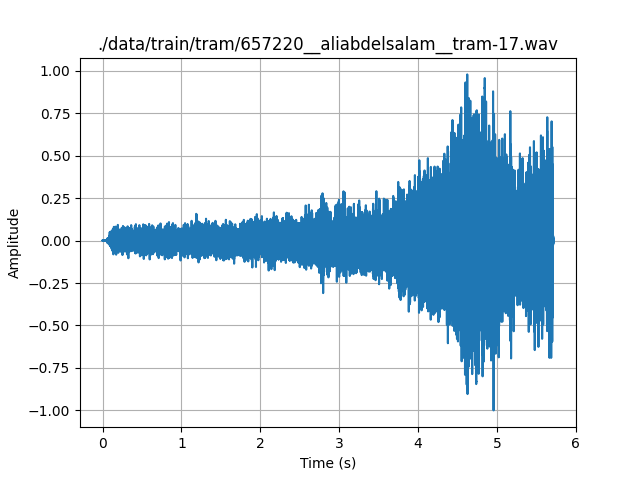 ./data/train/tram/657220__aliabdelsalam__tram-17.wav
1.00
0.75
0.50
0.25
0.00
−0.25
−0.50
−0.75
−1.00
Amplitude
0 1 2 3 4 5 6
Time (s)